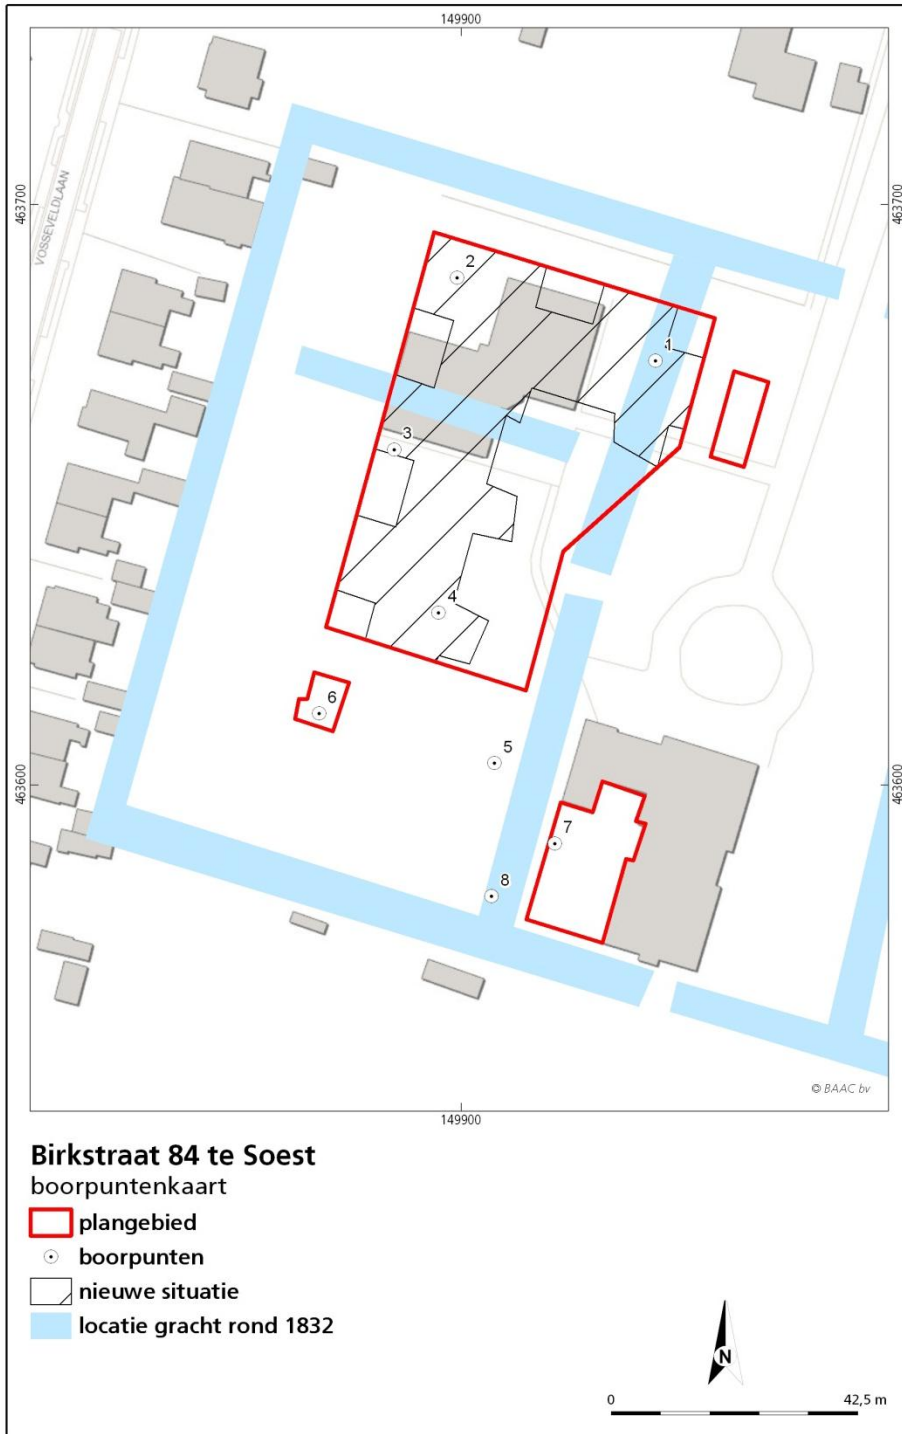 149900
VOSSEVELDLAAN
463700
463700
2
1
3
4
6
5
463600
463600
7
8
© BAAC bv
149900
Birkstraat 84 te Soest
boorpuntenkaart
plangebied
boorpunten
nieuwe situatie
locatie gracht rond 1832
N
0 42,5 m